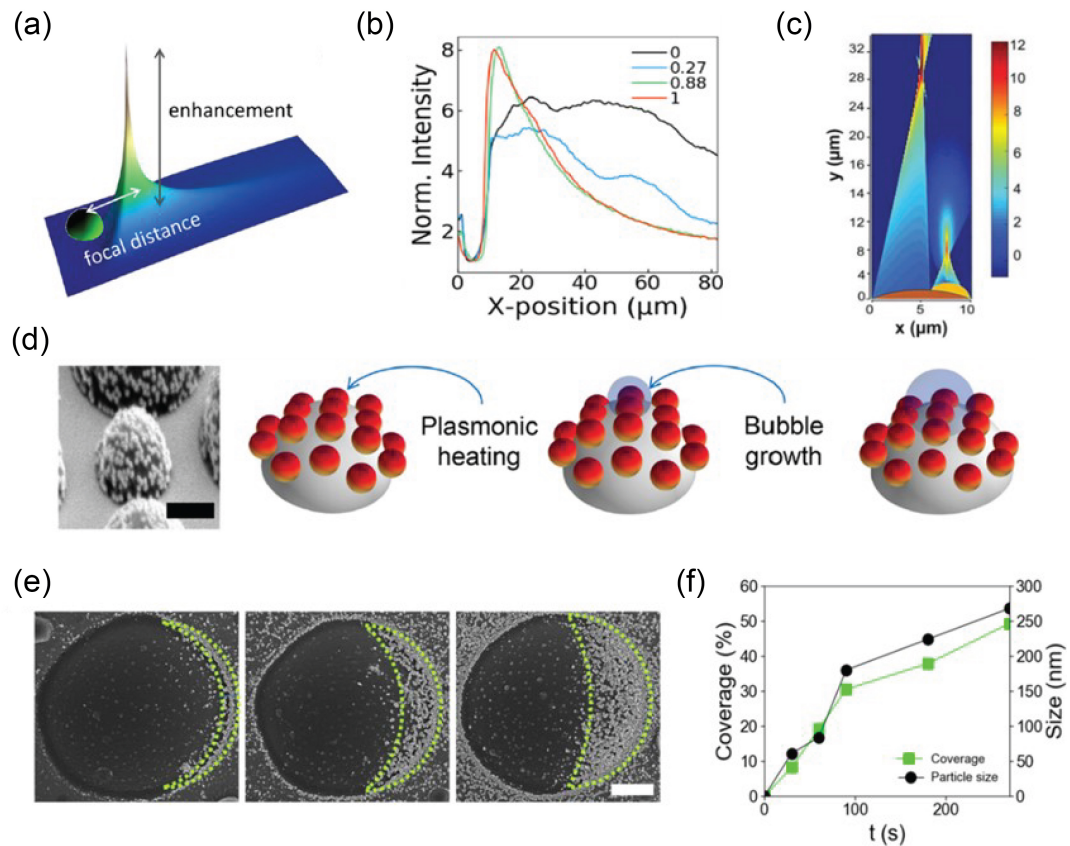 (a)
enhancement
focal distance
(b)
Norm. Intensity
8
6
4
2
0
0.27
0.88
1
0 20 40 60 80
X-position (µm)
(c)
y (µm)
32
28
24
20
16
12
8
4
0
0 5 10
x (µm)
12
10
8
6
4
2
0
(d)
Plasmonic
heating
Bubble
growth
(e)
(f)
Coverage (%)
60
50
40
30
20
10
0
Coverage
Particle size
300
250
200
150
100
50
0
Size (nm)
0 100 200
t (s)